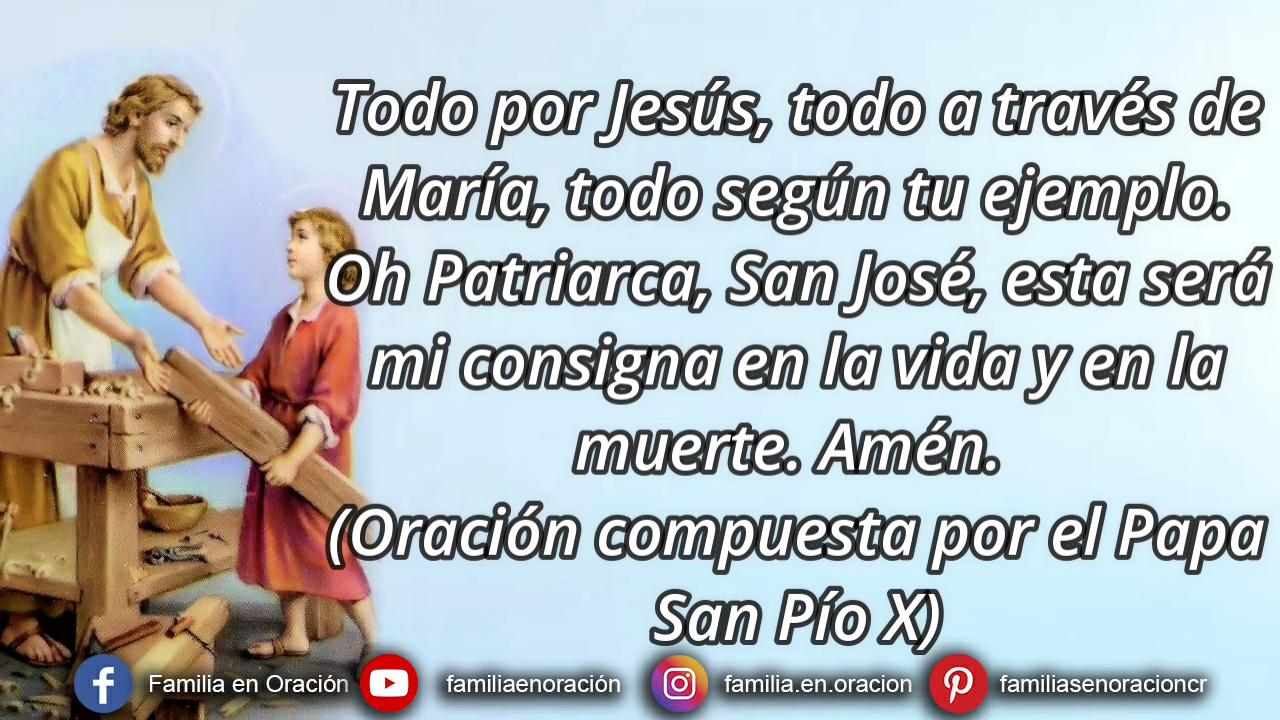 Todo por Jesús, todo a través de
María, todo según tu ejemplo.
Oh Patriarca, San José, esta será
mi consigna en la vida y en la
muerte. Amén.
(Oración compuesta por el Papa
San Pío X)
Familia en Oración familiaenoración familia.en.oracion familiasenoracioncr